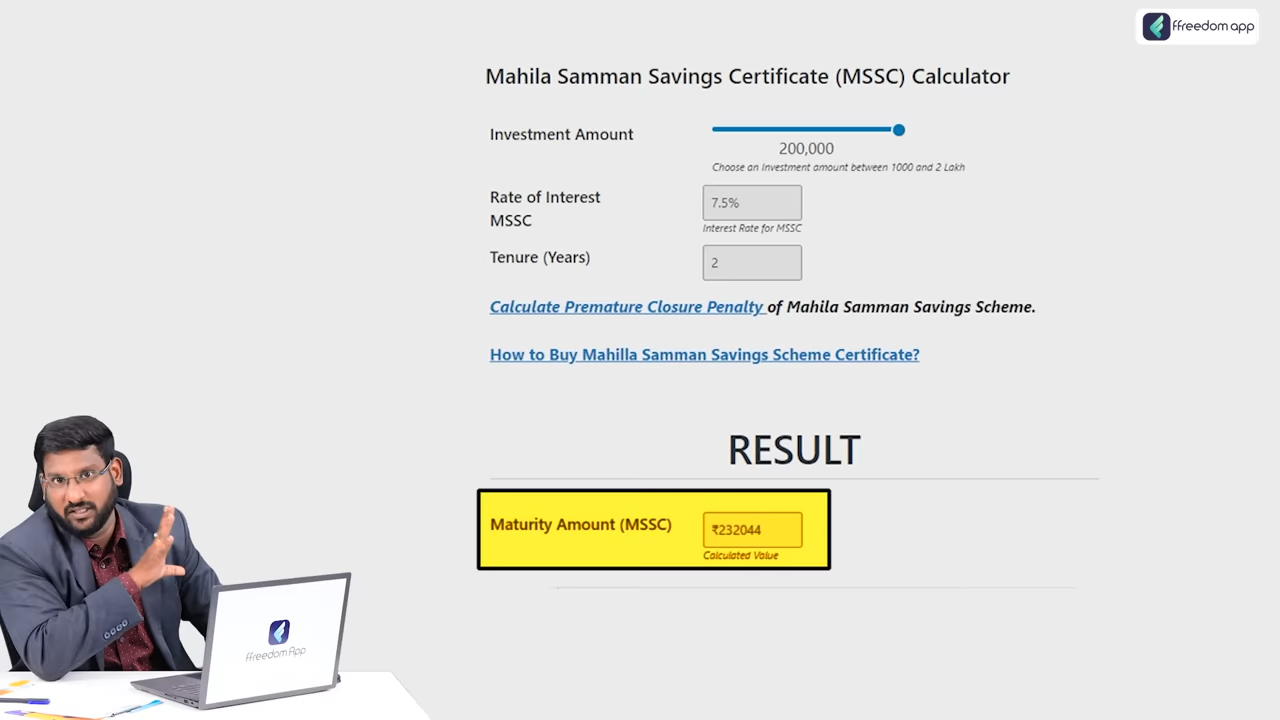 ffreedom app
Mahila Samman Savings Certificate (MSSC) Calculator
Investment Amount
200,000
Choose an Investment amount between 1000 and 2 Lakh
Rate of Interest
MSSC
7.5%
Interest Rate for MSSC
Tenure (Years)
2
Calculate Premature Closure Penalty of Mahila Samman Savings Scheme.
How to Buy Mahilla Samman Savings Scheme Certificate?
RESULT
Maturity Amount (MSSC)
₹232044
Calculated Value
ffreedom App